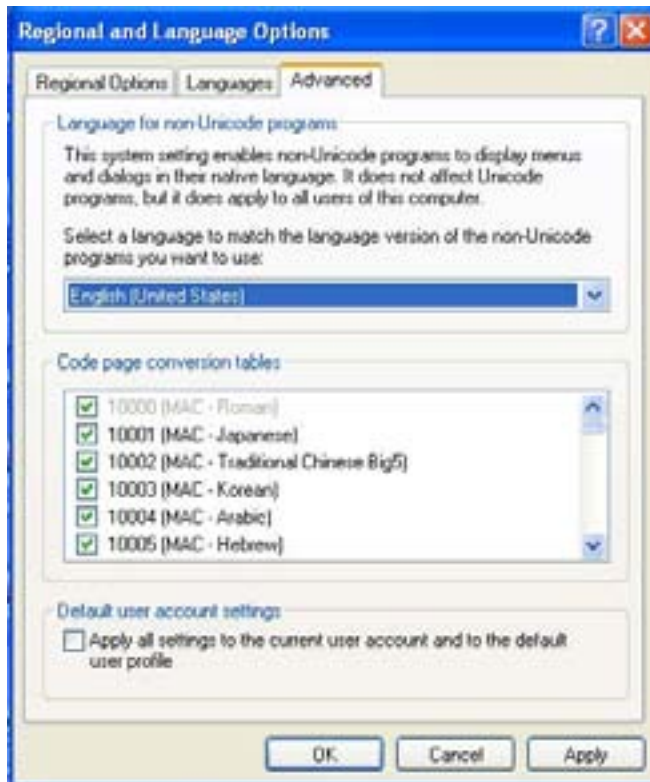 Regional and Language Options
Regional Options
Languages
Advanced
Language for non-Unicode programs
This system setting enables non-Unicode programs to display menus
and dialogs in their native language. It does not affect Unicode
programs, but it does apply to all users of this computer.
Select a language to match the language version of the non-Unicode
programs you want to use:
English (United States)
Code page conversion tables
10000 (MAC - Roman)
10001 (MAC - Japanese)
10002 (MAC - Traditional Chinese Big5)
10003 (MAC - Korean)
10004 (MAC - Arabic)
10005 (MAC - Hebrew)
Default user account settings
Apply all settings to the current user account and to the default
user profile
OK
Cancel
Apply